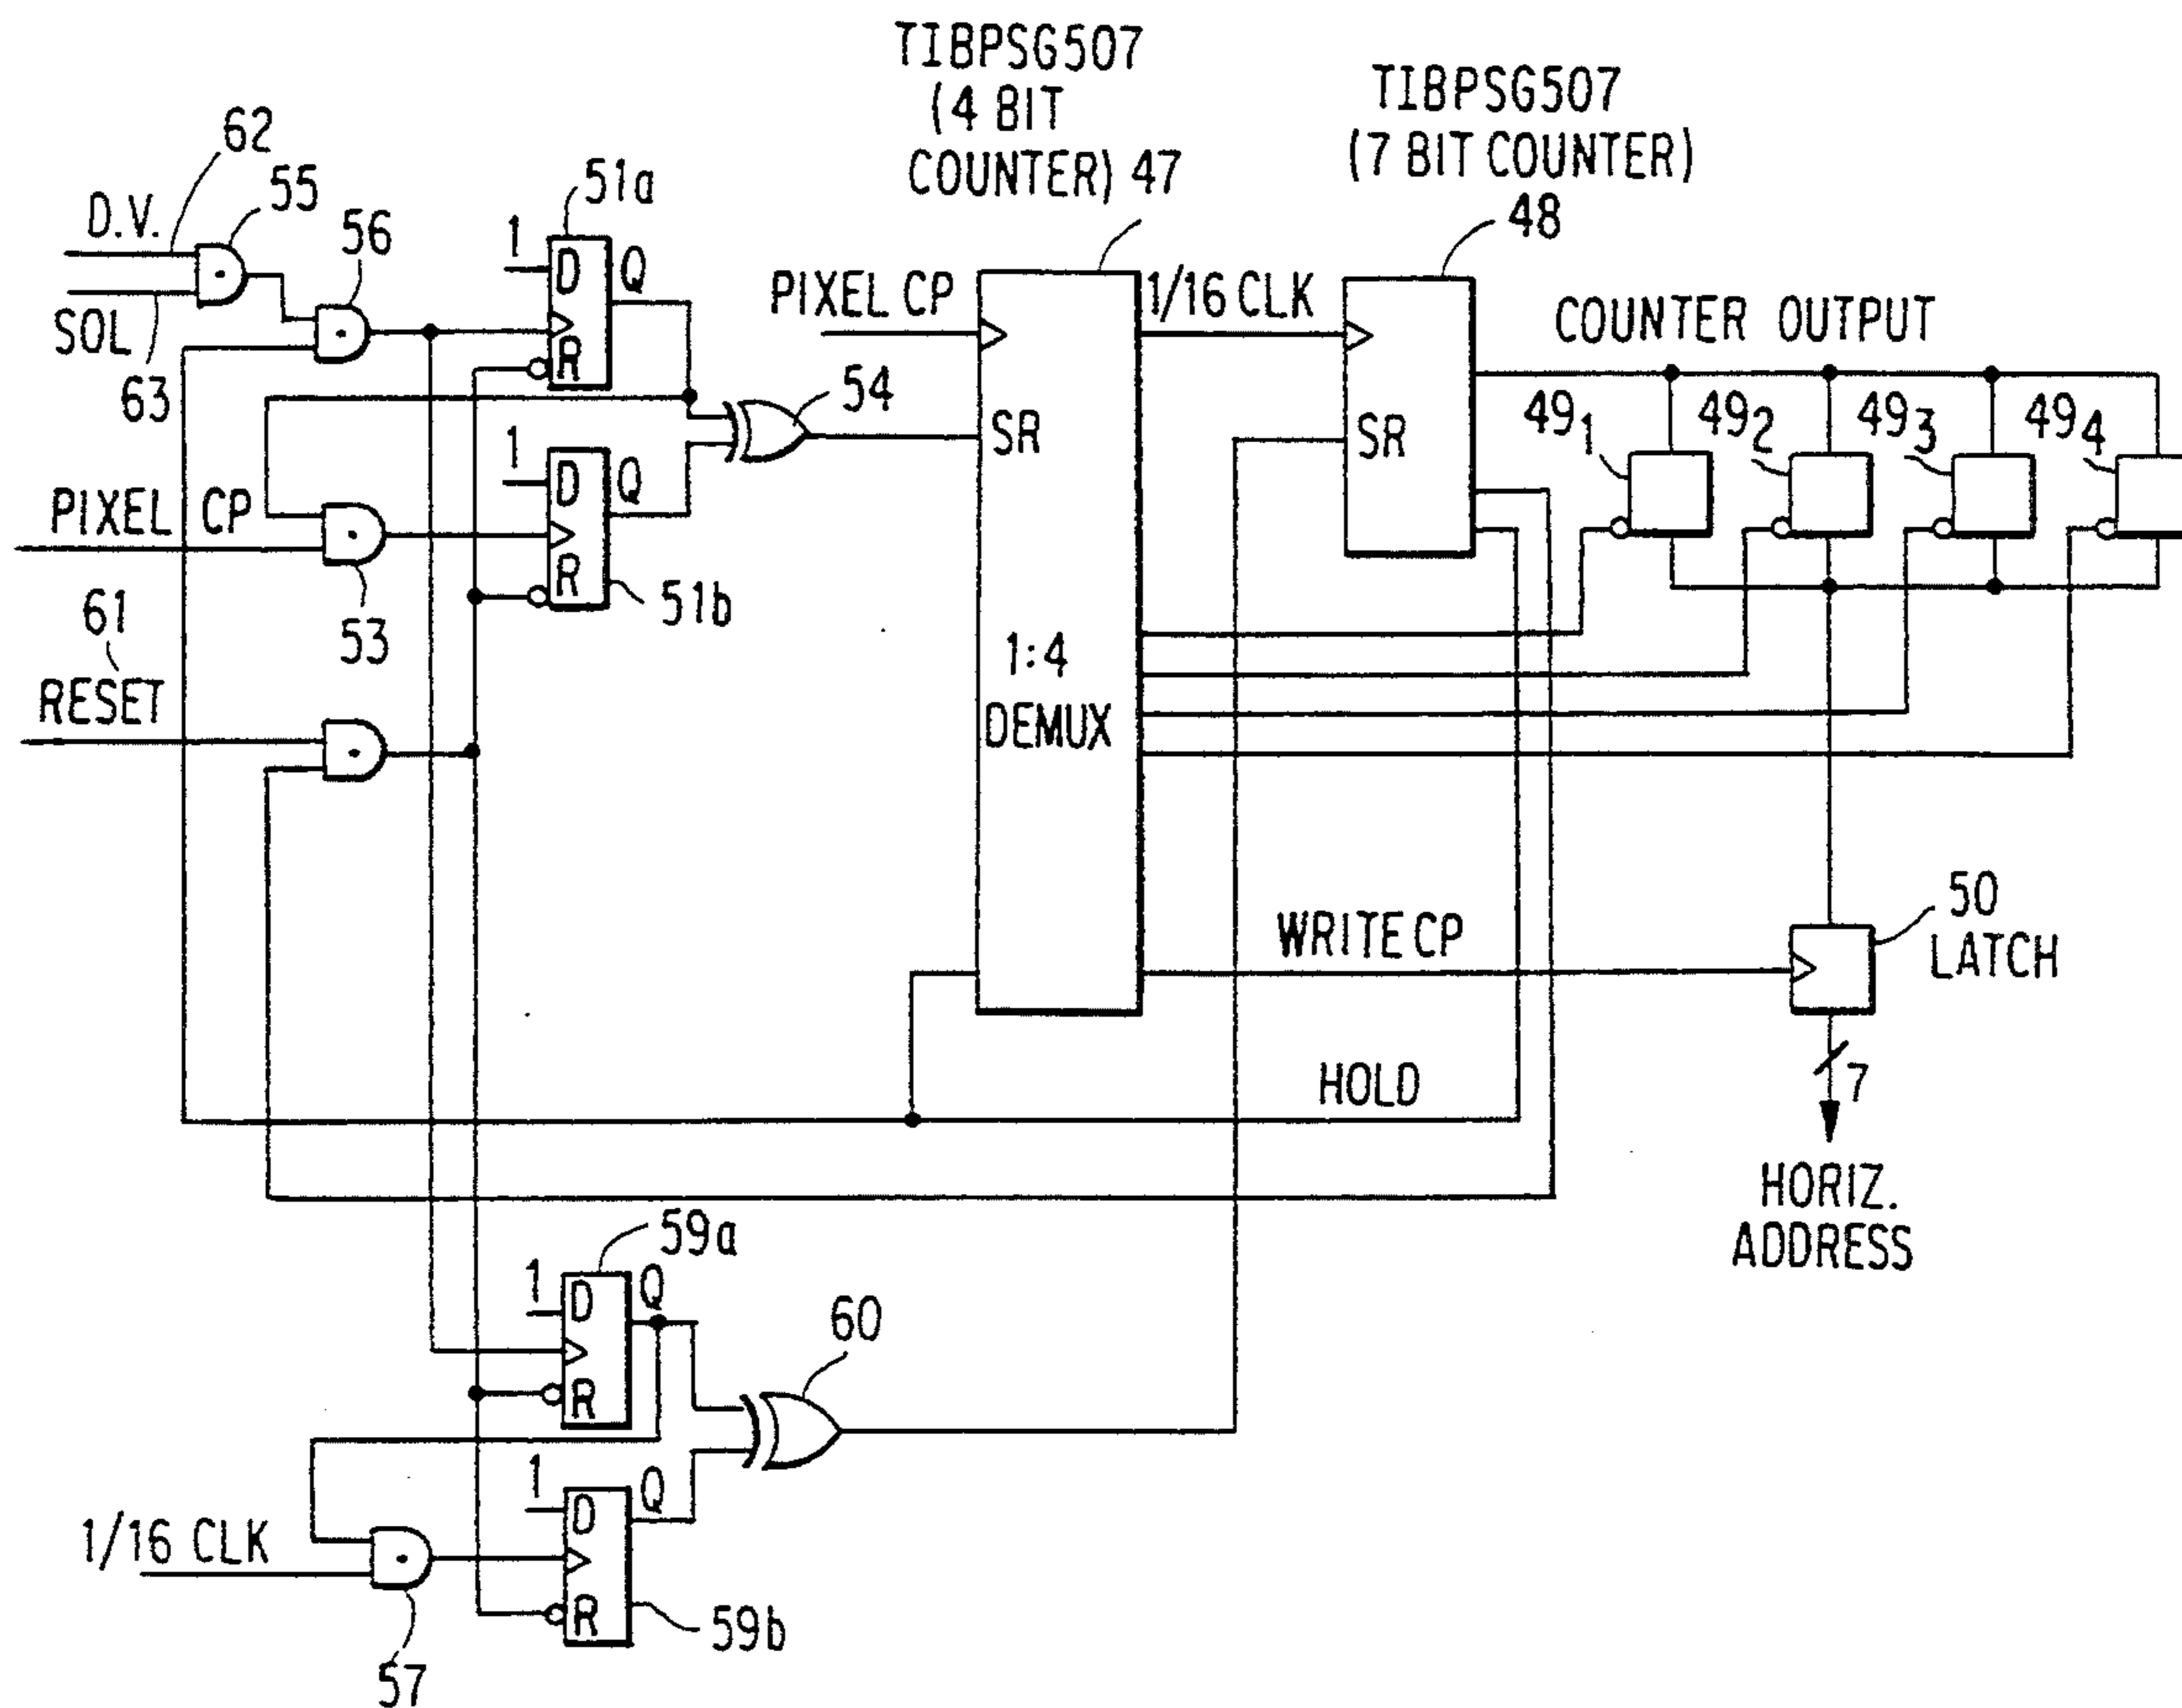 TIBPSG507
(4 BIT
COUNTER) 47
TIBPSG507
(7 BIT COUNTER)
48
62
D.V.
55
56
SOL
63
51a
1
D
Q
R
PIXEL CP
1/16 CLK
COUNTER OUTPUT
54
SR
SR
49₁
49₂
49₃
49₄
1
D
Q
R
51b
PIXEL CP
53
61
RESET
1:4
DEMUX
50
LATCH
WRITE CP
HOLD
7
HORIZ.
ADDRESS
59a
1
D
Q
R
60
1
D
Q
R
59b
1/16 CLK
57